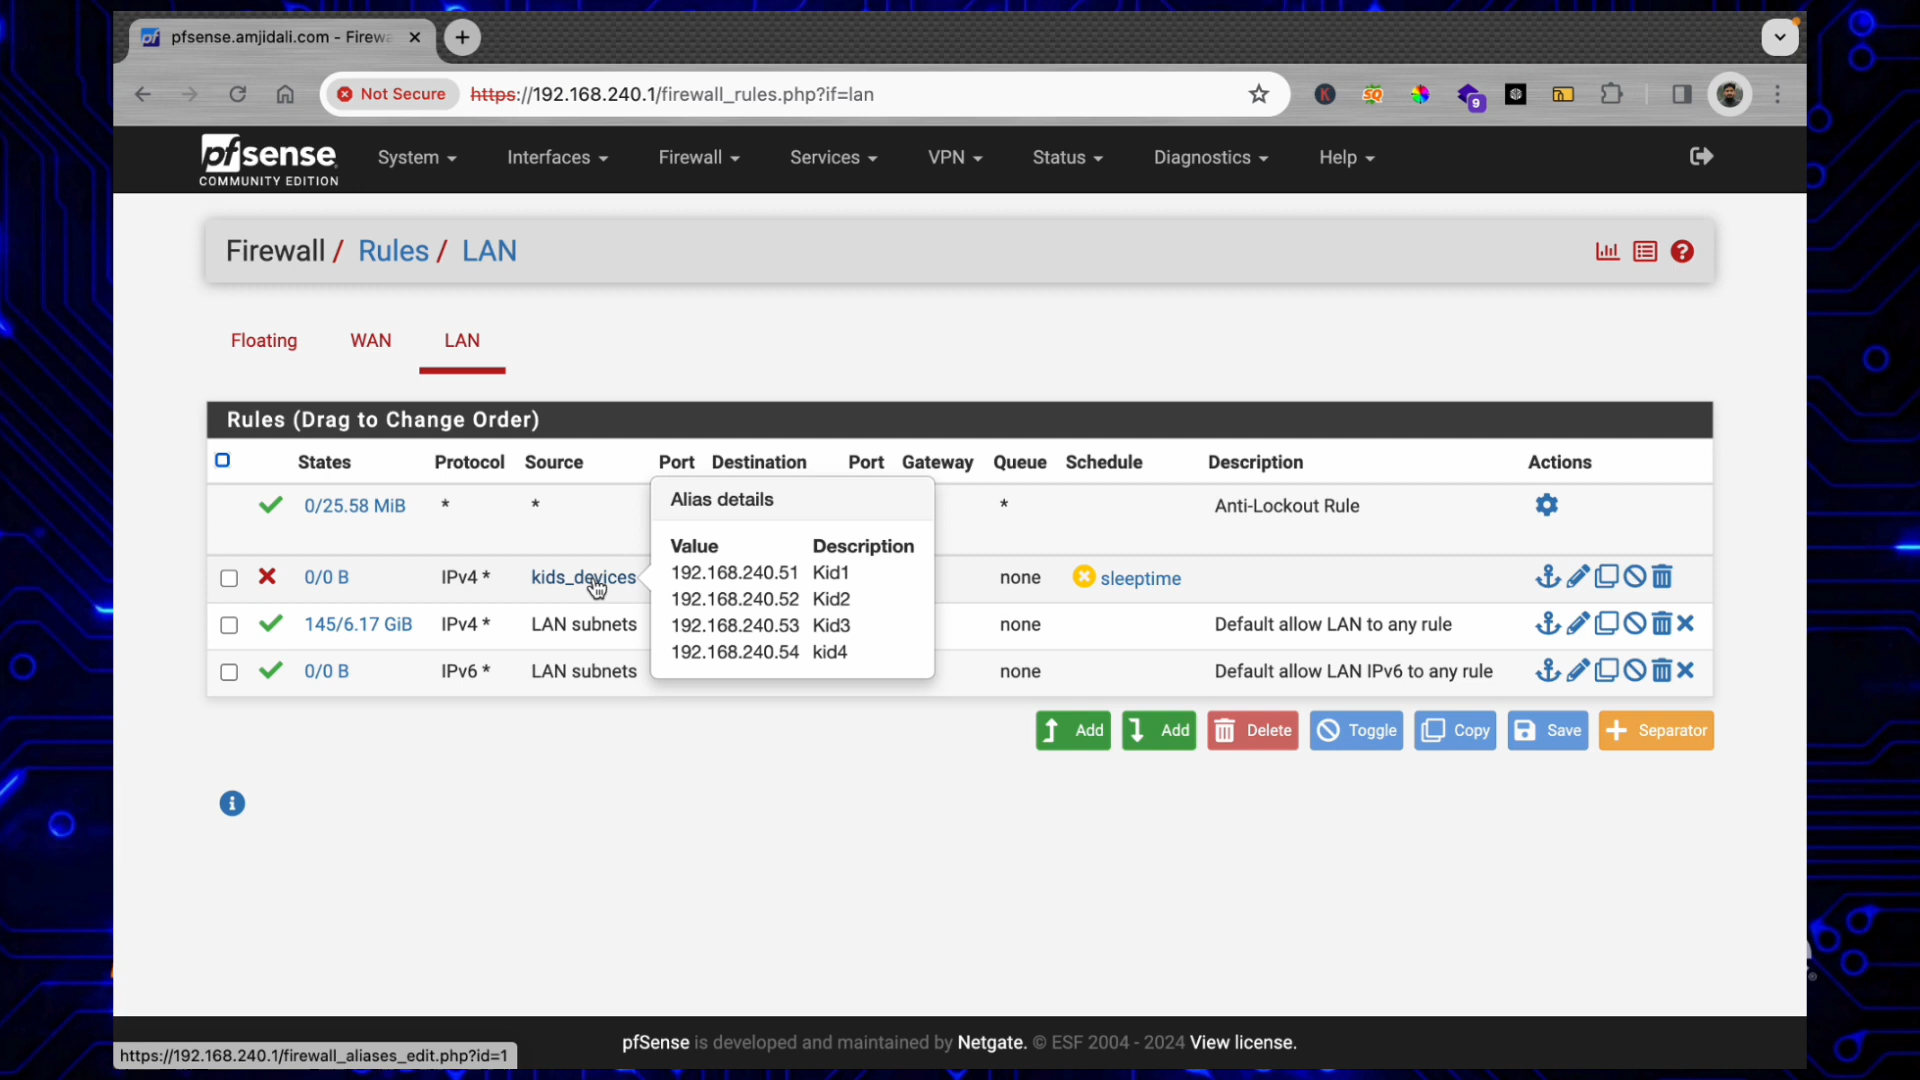 pfsense.amjidali.com - Firewa
Not Secure https://192.168.240.1/firewall_rules.php?if=lan
9
pfsense
COMMUNITY EDITION
System Interfaces Firewall Services VPN Status Diagnostics Help
Firewall / Rules / LAN
Floating WAN LAN
Rules (Drag to Change Order)
States Protocol Source Port Destination Port Gateway Queue Schedule Description Actions
0/25.58 MiB * * * Anti-Lockout Rule
0/0 B IPv4 * kids_devices none sleeptime
145/6.17 GiB IPv4 * LAN subnets none Default allow LAN to any rule
0/0 B IPv6 * LAN subnets none Default allow LAN IPv6 to any rule
Alias details
Value Description
192.168.240.51 Kid1
192.168.240.52 Kid2
192.168.240.53 Kid3
192.168.240.54 kid4
Add Add Delete Toggle Copy Save Separator
pfSense is developed and maintained by Netgate. © ESF 2004 - 2024 View license.
https://192.168.240.1/firewall_aliases_edit.php?id=1